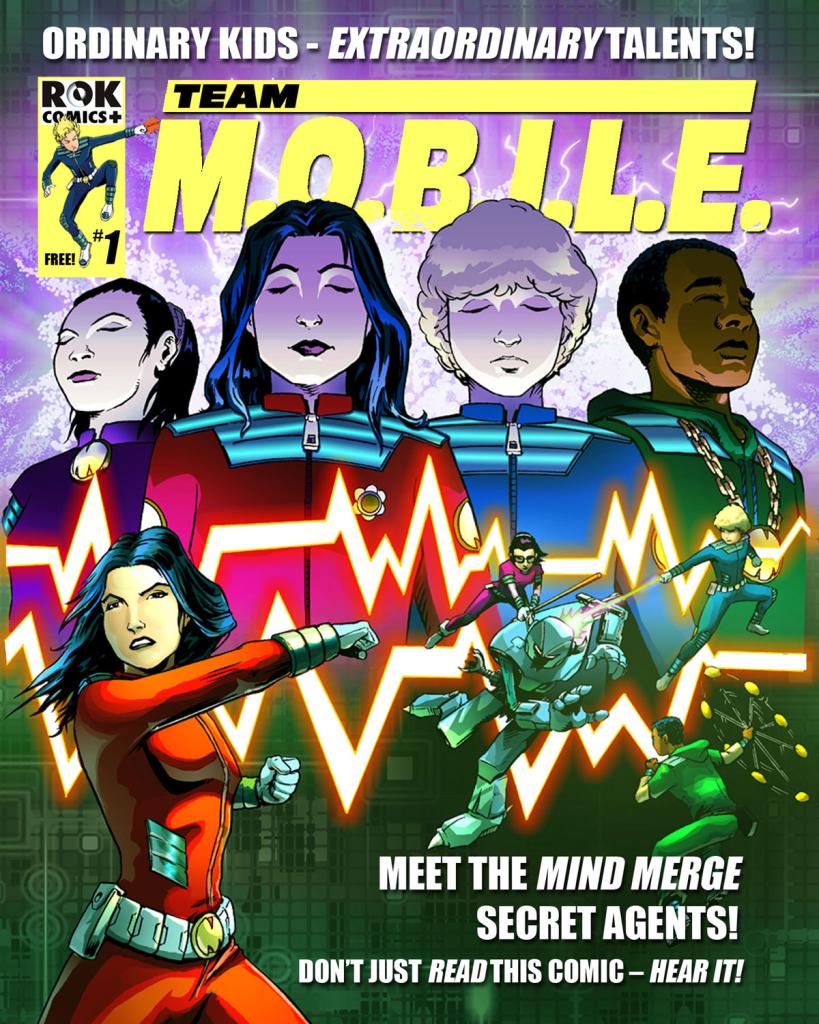 ORDINARY KIDS - EXTRAORDINARY TALENTS!
ROK
COMICS+
FREE! #1
TEAM
M.O.B.I.L.E.
MEET THE MIND MERGE
SECRET AGENTS!
DON'T JUST READ THIS COMIC – HEAR IT!